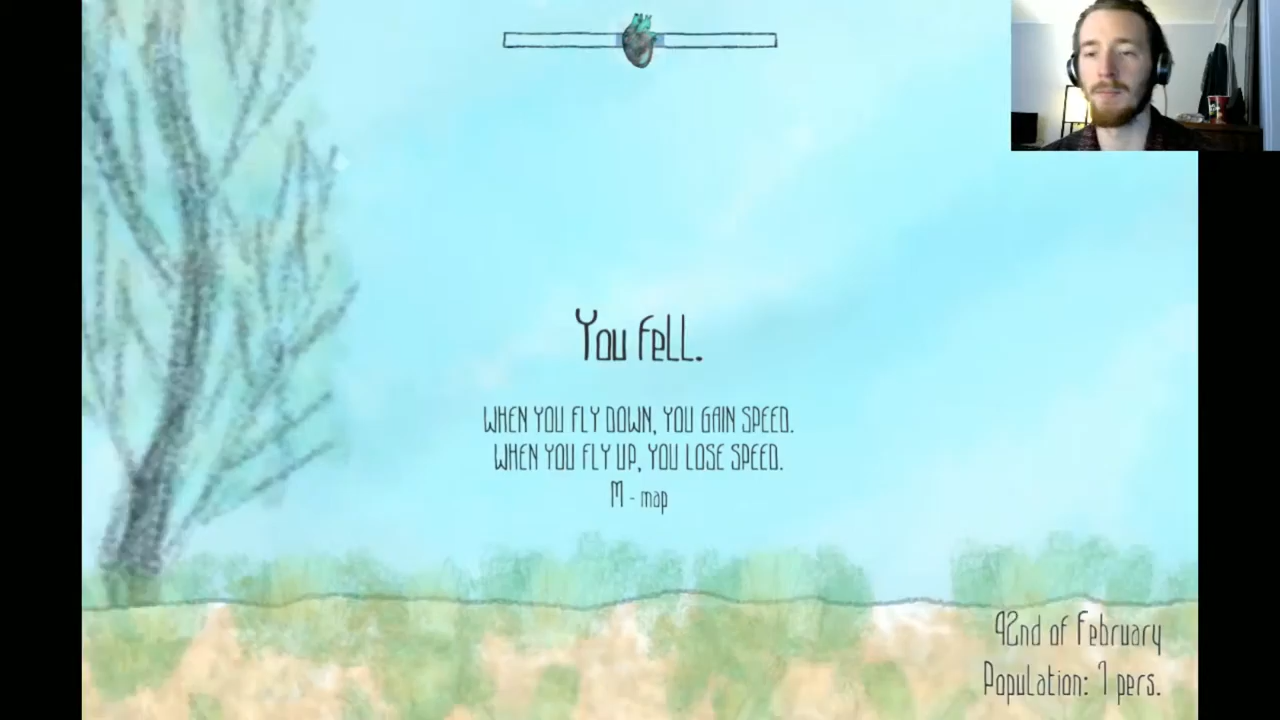 You fell.
WHEN YOU FLY DOWN, YOU GAIN SPEED.
WHEN YOU FLY UP, YOU LOSE SPEED.
M - map
92nd of February
Population: 1 pers.